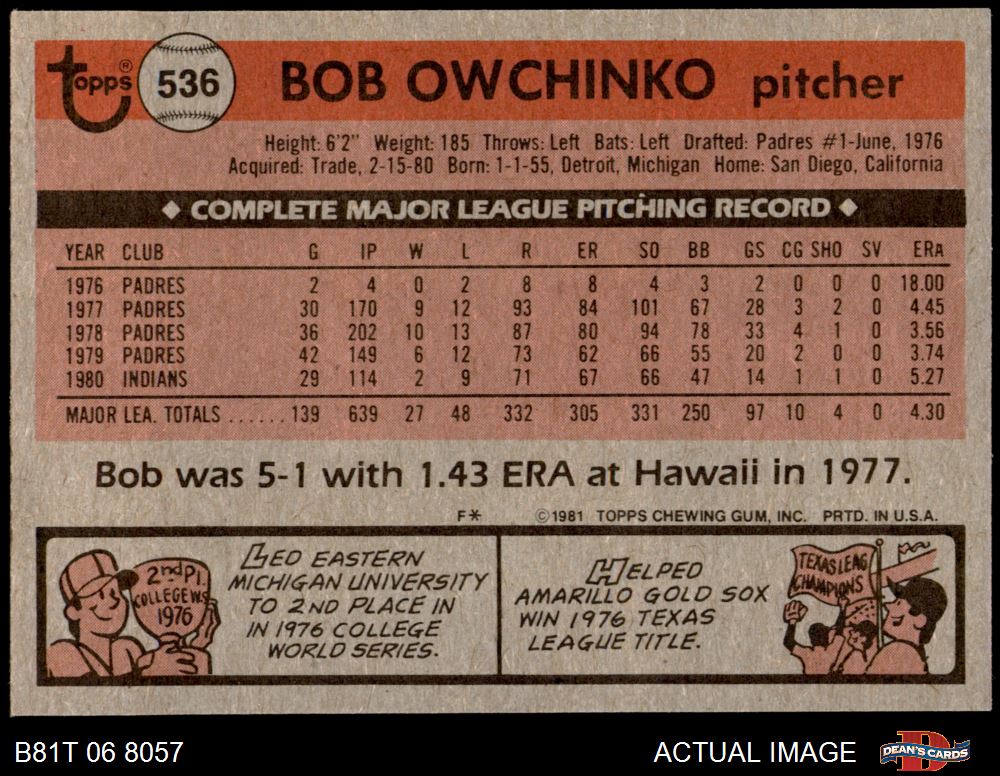 Topps®
536
BOB OWCHINKO pitcher
Height: 6'2" Weight: 185 Throws: Left Bats: Left Drafted: Padres #1-June, 1976
Acquired: Trade, 2-15-80 Born: 1-1-55, Detroit, Michigan Home: San Diego, California
◆ COMPLETE MAJOR LEAGUE PITCHING RECORD ◆
YEAR CLUB G IP W L R ER SO BB GS CG SHO SV ERA
1976 PADRES 2 4 0 2 8 8 4 3 2 0 0 0 18.00
1977 PADRES 30 170 9 12 93 84 101 67 28 3 2 0 4.45
1978 PADRES 36 202 10 13 87 80 94 78 33 4 1 0 3.56
1979 PADRES 42 149 6 12 73 62 66 55 20 2 0 0 3.74
1980 INDIANS 29 114 2 9 71 67 66 47 14 1 1 0 5.27
MAJOR LEA. TOTALS ...... 139 639 27 48 332 305 331 250 97 10 4 0 4.30
Bob was 5-1 with 1.43 ERA at Hawaii in 1977.
F* ©1981 TOPPS CHEWING GUM, INC. PRTD. IN U.S.A.
2nd Pl.
COLLEGE W.S.
1976
LED EASTERN
MICHIGAN UNIVERSITY
TO 2ND PLACE IN
IN 1976 COLLEGE
WORLD SERIES.
HELPED
AMARILLO GOLD SOX
WIN 1976 TEXAS
LEAGUE TITLE.
TEXAS LEAG
CHAMPIONS
B81T 06 8057
ACTUAL IMAGE
D
DEAN'S CARDS